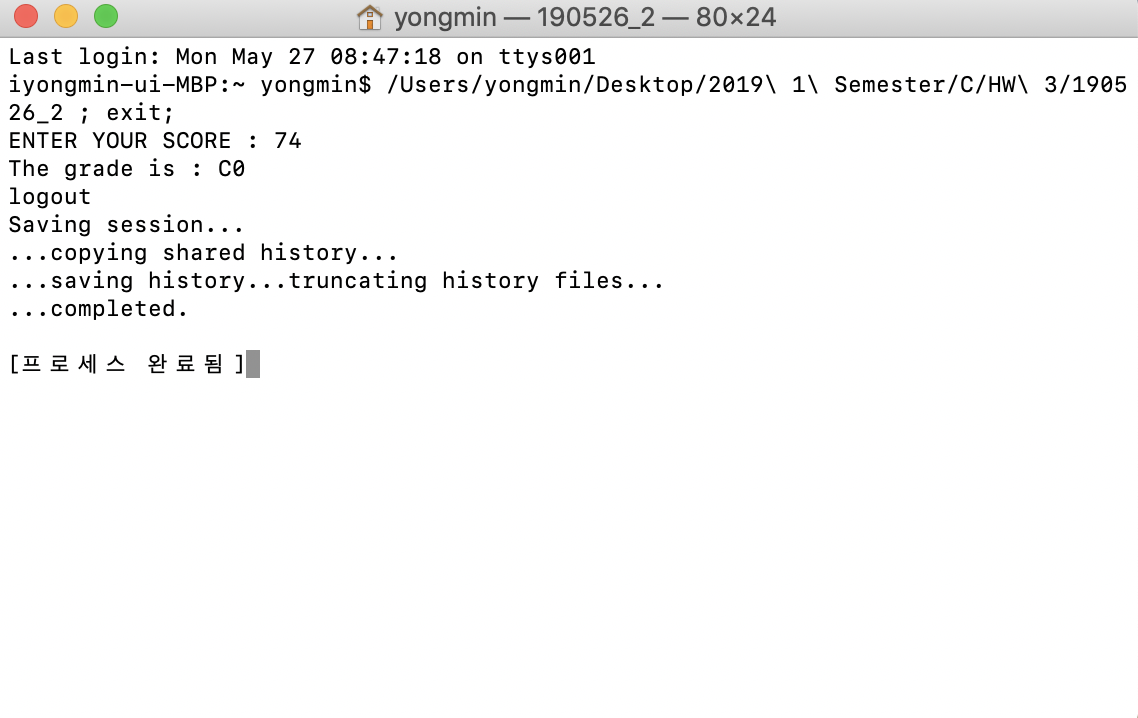 yongmin — 190526_2 — 80×24
Last login: Mon May 27 08:47:18 on ttys001
iyongmin-ui-MBP:~ yongmin$ /Users/yongmin/Desktop/2019\ 1\ Semester/C/HW\ 3/1905
26_2 ; exit;
ENTER YOUR SCORE : 74
The grade is : C0
logout
Saving session...
...copying shared history...
...saving history...truncating history files...
...completed.
[프로세스 완료됨]